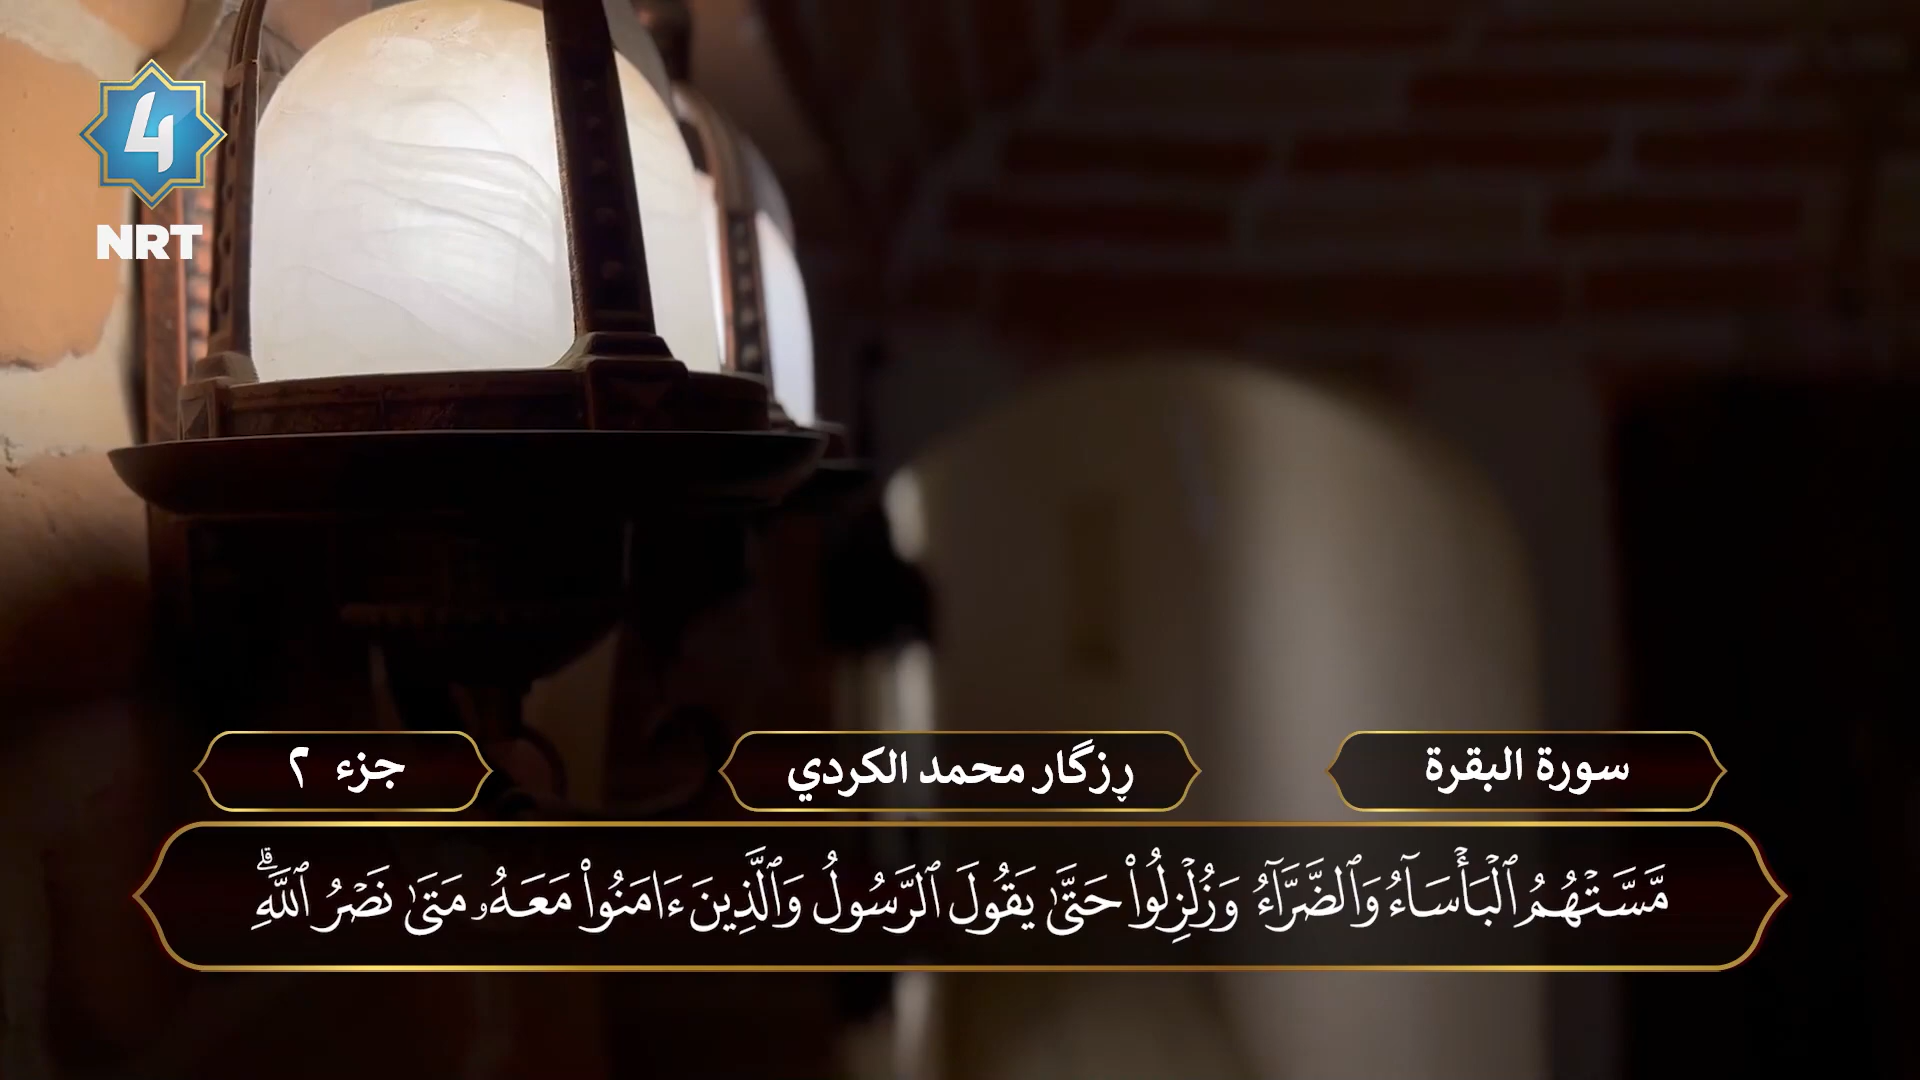 4
NRT
سورة البقرة
ڕزگار محمد الكردي
جزء ٢
مَّسَّتْهُمُ ٱلْبَأْسَآءُ وَٱلضَّرَّآءُ وَزُلْزِلُوا۟ حَتَّىٰ يَقُولَ ٱلرَّسُولُ وَٱلَّذِينَ ءَامَنُوا۟ مَعَهُۥ مَتَىٰ نَصْرُ ٱللَّهِ ۗ